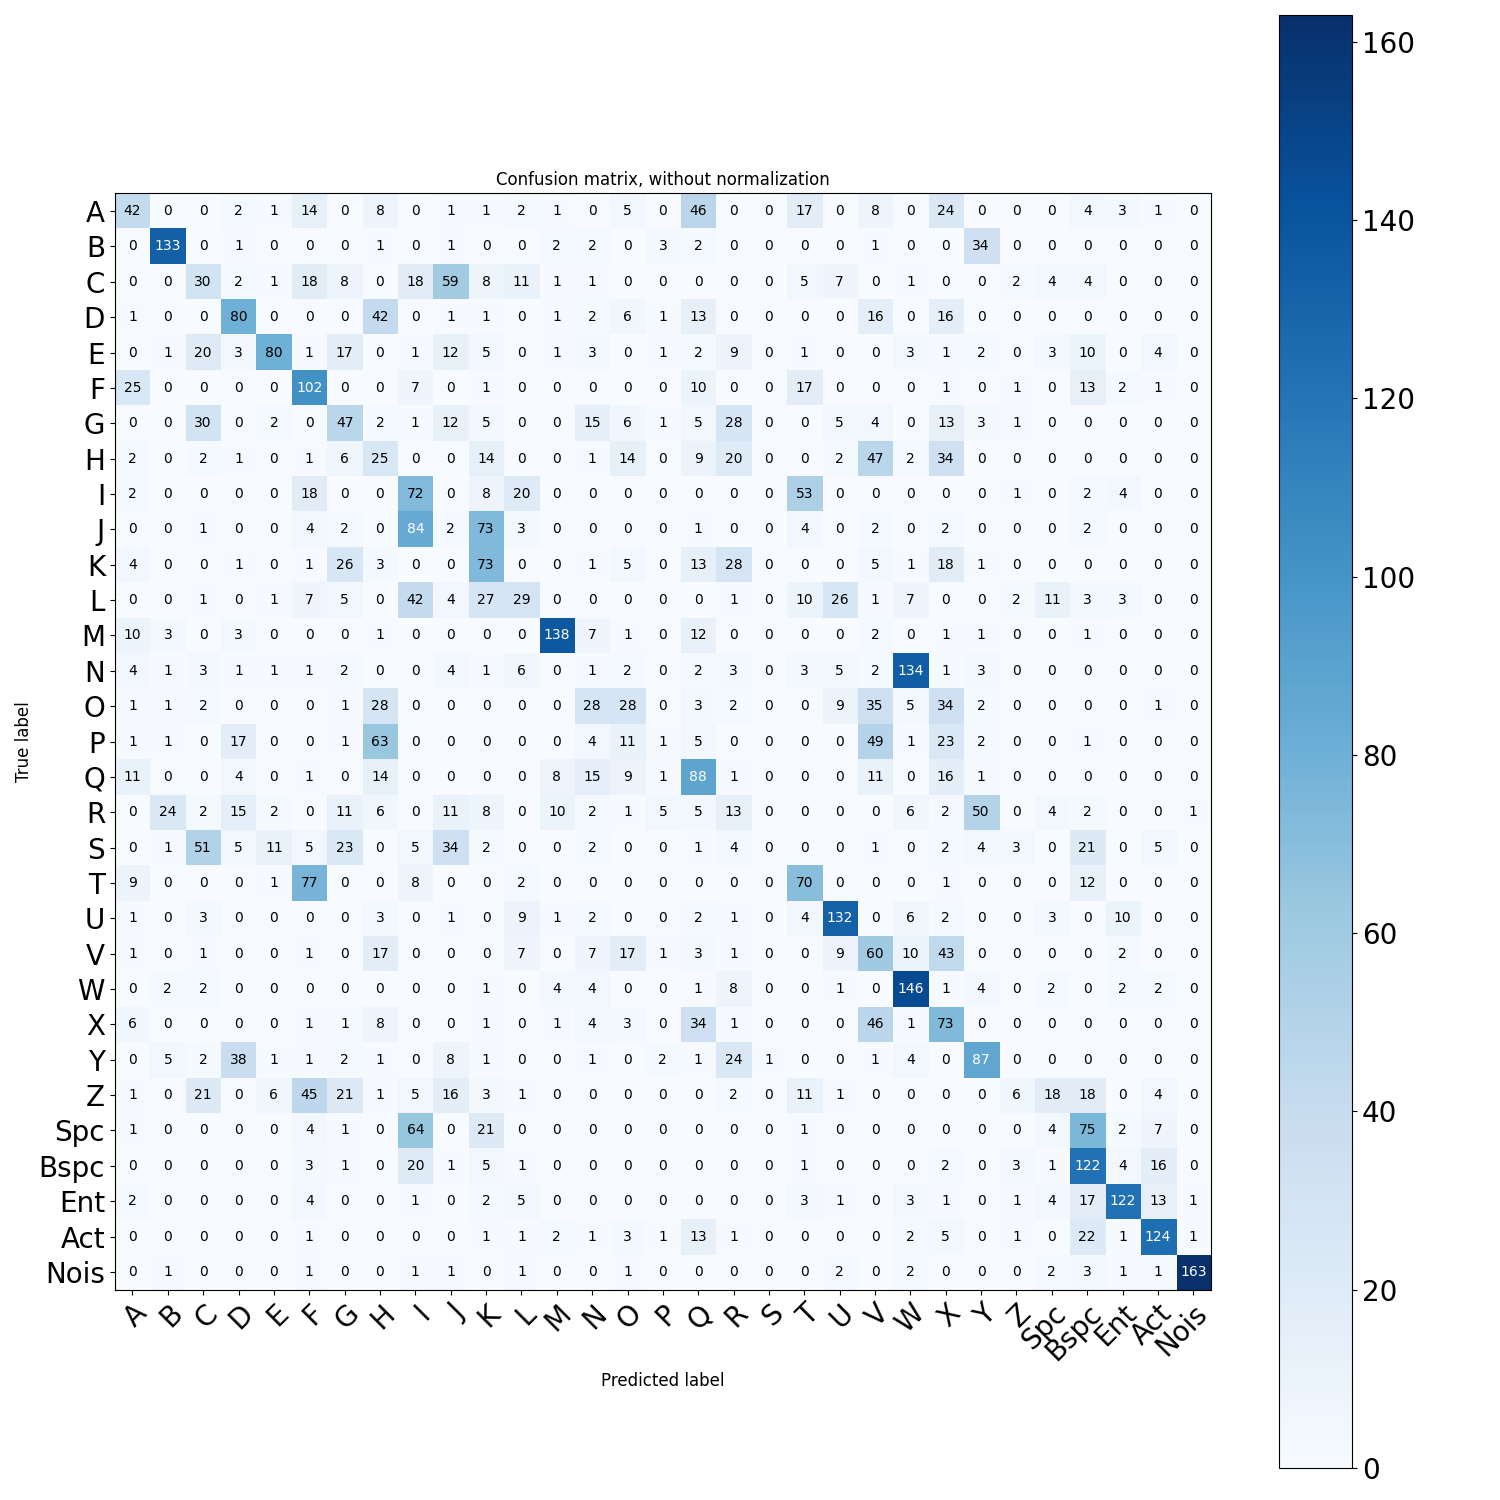 Confusion matrix, without normalization
A 42 0 0 2 1 14 0 8 0 1 1 2 1 0 5 0 46 0 0 17 0 8 0 24 0 0 0 4 3 1 0
B 0 133 0 1 0 0 0 1 0 1 0 0 2 2 0 3 2 0 0 0 0 1 0 0 34 0 0 0 0 0 0
C 0 0 30 2 1 18 8 0 18 59 8 11 1 1 0 0 0 0 0 5 7 0 1 0 0 2 4 4 0 0 0
D 1 0 0 80 0 0 0 42 0 1 1 0 1 2 6 1 13 0 0 0 0 16 0 16 0 0 0 0 0 0 0
E 0 1 20 3 80 1 17 0 1 12 5 0 1 3 0 1 2 9 0 1 0 0 3 1 2 0 3 10 0 4 0
F 25 0 0 0 0 102 0 0 7 0 1 0 0 0 0 0 10 0 0 17 0 0 0 1 0 1 0 13 2 1 0
G 0 0 30 0 2 0 47 2 1 12 5 0 0 15 6 1 5 28 0 0 5 4 0 13 3 1 0 0 0 0 0
H 2 0 2 1 0 1 6 25 0 0 14 0 0 1 14 0 9 20 0 0 2 47 2 34 0 0 0 0 0 0 0
I 2 0 0 0 0 18 0 0 72 0 8 20 0 0 0 0 0 0 0 53 0 0 0 0 0 1 0 2 4 0 0
J 0 0 1 0 0 4 2 0 84 2 73 3 0 0 0 0 1 0 0 4 0 2 0 2 0 0 0 2 0 0 0
K 4 0 0 1 0 1 26 3 0 0 73 0 0 1 5 0 13 28 0 0 0 5 1 18 1 0 0 0 0 0 0
L 0 0 1 0 1 7 5 0 42 4 27 29 0 0 0 0 0 1 0 10 26 1 7 0 0 2 11 3 3 0 0
M 10 3 0 3 0 0 0 1 0 0 0 0 138 7 1 0 12 0 0 0 0 2 0 1 1 0 0 1 0 0 0
N 4 1 3 1 1 1 2 0 0 4 1 6 0 1 2 0 2 3 0 3 5 2 134 1 3 0 0 0 0 0 0
O 1 1 2 0 0 0 1 28 0 0 0 0 0 28 28 0 3 2 0 0 9 35 5 34 2 0 0 0 0 1 0
P 1 1 0 17 0 0 1 63 0 0 0 0 0 4 11 1 5 0 0 0 0 49 1 23 2 0 0 1 0 0 0
Q 11 0 0 4 0 1 0 14 0 0 0 0 8 15 9 1 88 1 0 0 0 11 0 16 1 0 0 0 0 0 0
R 0 24 2 15 2 0 11 6 0 11 8 0 10 2 1 5 5 13 0 0 0 0 6 2 50 0 4 2 0 0 1
S 0 1 51 5 11 5 23 0 5 34 2 0 0 2 0 0 1 4 0 0 0 1 0 2 4 3 0 21 0 5 0
T 9 0 0 0 1 77 0 0 8 0 0 2 0 0 0 0 0 0 0 70 0 0 0 1 0 0 0 12 0 0 0
U 1 0 3 0 0 0 0 3 0 1 0 9 1 2 0 0 2 1 0 4 132 0 6 2 0 0 3 0 10 0 0
V 1 0 1 0 0 1 0 17 0 0 0 7 0 7 17 1 3 1 0 0 9 60 10 43 0 0 0 0 2 0 0
W 0 2 2 0 0 0 0 0 0 0 1 0 4 4 0 0 1 8 0 0 1 0 146 1 4 0 2 0 2 2 0
X 6 0 0 0 0 1 1 8 0 0 1 0 1 4 3 0 34 1 0 0 0 46 1 73 0 0 0 0 0 0 0
Y 0 5 2 38 1 1 2 1 0 8 1 0 0 1 0 2 1 24 1 0 0 1 4 0 87 0 0 0 0 0 0
Z 1 0 21 0 6 45 21 1 5 16 3 1 0 0 0 0 0 2 0 11 1 0 0 0 0 6 18 18 0 4 0
Spc 1 0 0 0 0 4 1 0 64 0 21 0 0 0 0 0 0 0 0 1 0 0 0 0 0 0 4 75 2 7 0
Bspc 0 0 0 0 0 3 1 0 20 1 5 1 0 0 0 0 0 0 0 1 0 0 0 2 0 3 1 122 4 16 0
Ent 2 0 0 0 0 4 0 0 1 0 2 5 0 0 0 0 0 0 0 3 1 0 3 1 0 1 4 17 122 13 1
Act 0 0 0 0 0 1 0 0 0 0 1 1 2 1 3 1 13 1 0 0 0 0 2 5 0 1 0 22 1 124 1
Nois 0 1 0 0 0 1 0 0 1 1 0 1 0 0 1 0 0 0 0 0 2 0 2 0 0 0 2 3 1 1 163
A B C D E F G H I J K L M N O P Q R S T U V W X Y Z Spc Bspc Ent Act Nois
Predicted label
True label
160
140
120
100
80
60
40
20
0